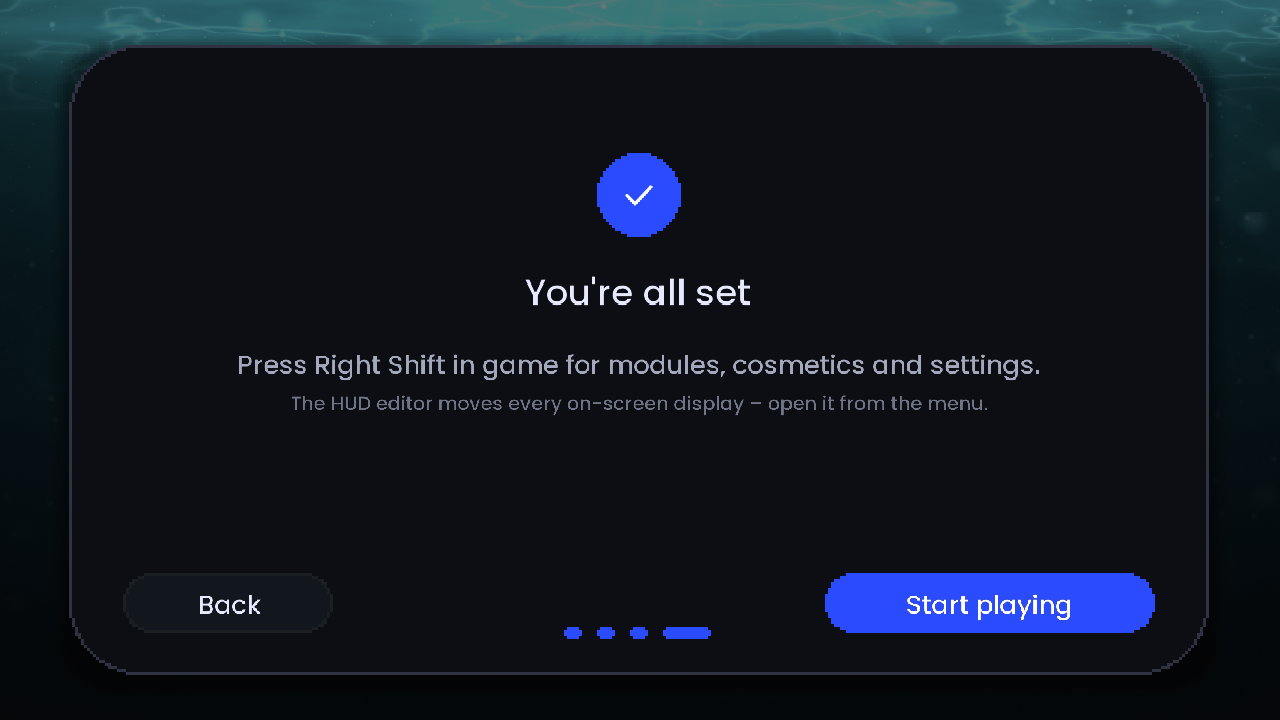 You're all set
Press Right Shift in game for modules, cosmetics and settings.
The HUD editor moves every on-screen display – open it from the menu.
Back
Start playing